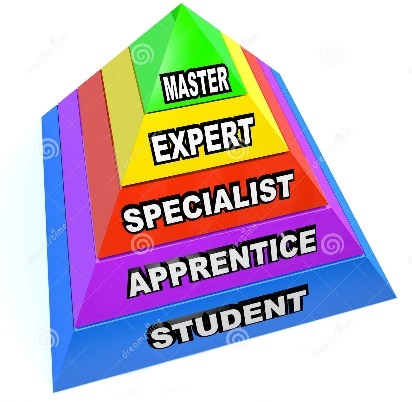 MASTER
EXPERT
SPECIALIST
APPRENTICE
STUDENT